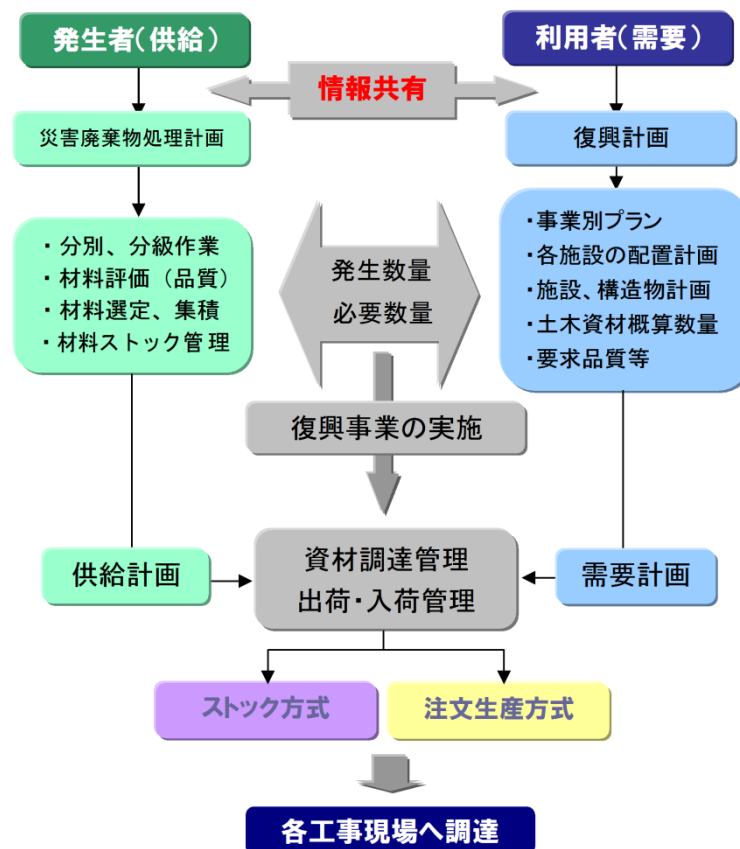 発生者(供給)
利用者(需要)
情報共有
災害廃棄物処理計画
復興計画
・分別、分級作業
・材料評価(品質)
・材料選定、集積
・材料ストック管理
発生数量
必要数量
・事業別プラン
・各施設の配置計画
・施設、構造物計画
・土木資材概算数量
・要求品質等
復興事業の実施
供給計画
資材調達管理
出荷・入荷管理
需要計画
ストック方式
注文生産方式
各工事現場へ調達